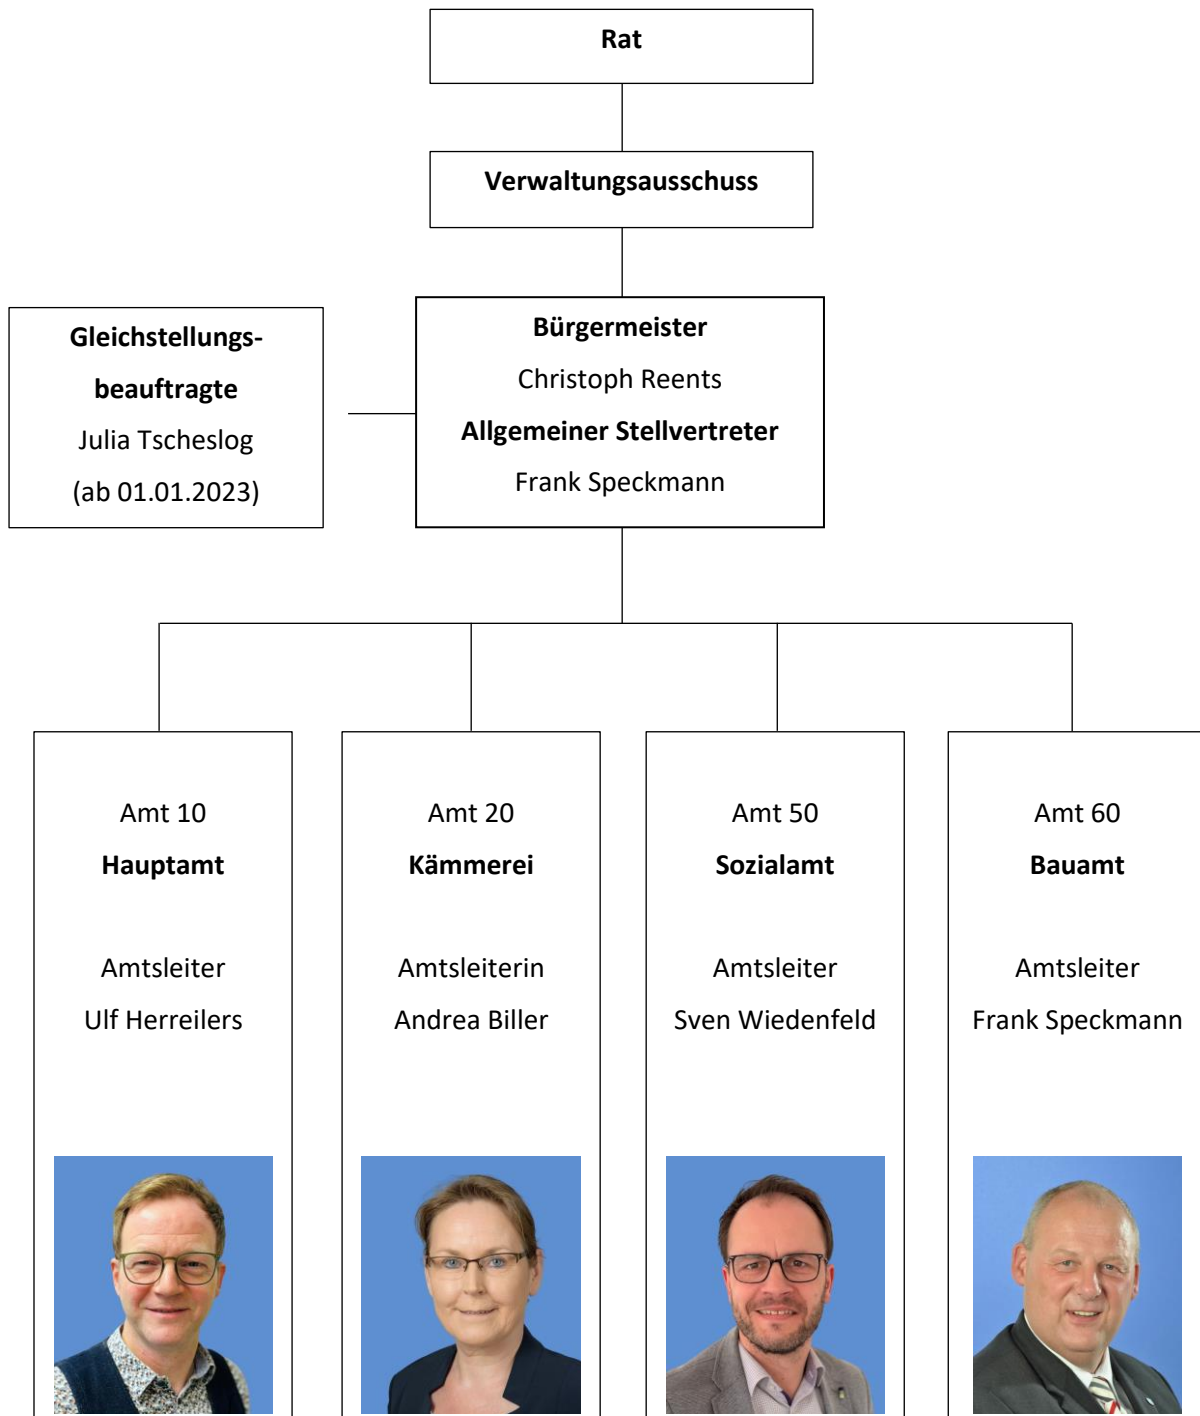 Rat
Verwaltungsausschuss
Gleichstellungs-
beauftragte
Julia Tscheslog
(ab 01.01.2023)
Bürgermeister
Christoph Reents
Allgemeiner Stellvertreter
Frank Speckmann
Amt 10
Hauptamt
Amtsleiter
Ulf Herreilers
Amt 20
Kämmerei
Amtsleiterin
Andrea Biller
Amt 50
Sozialamt
Amtsleiter
Sven Wiedenfeld
Amt 60
Bauamt
Amtsleiter
Frank Speckmann